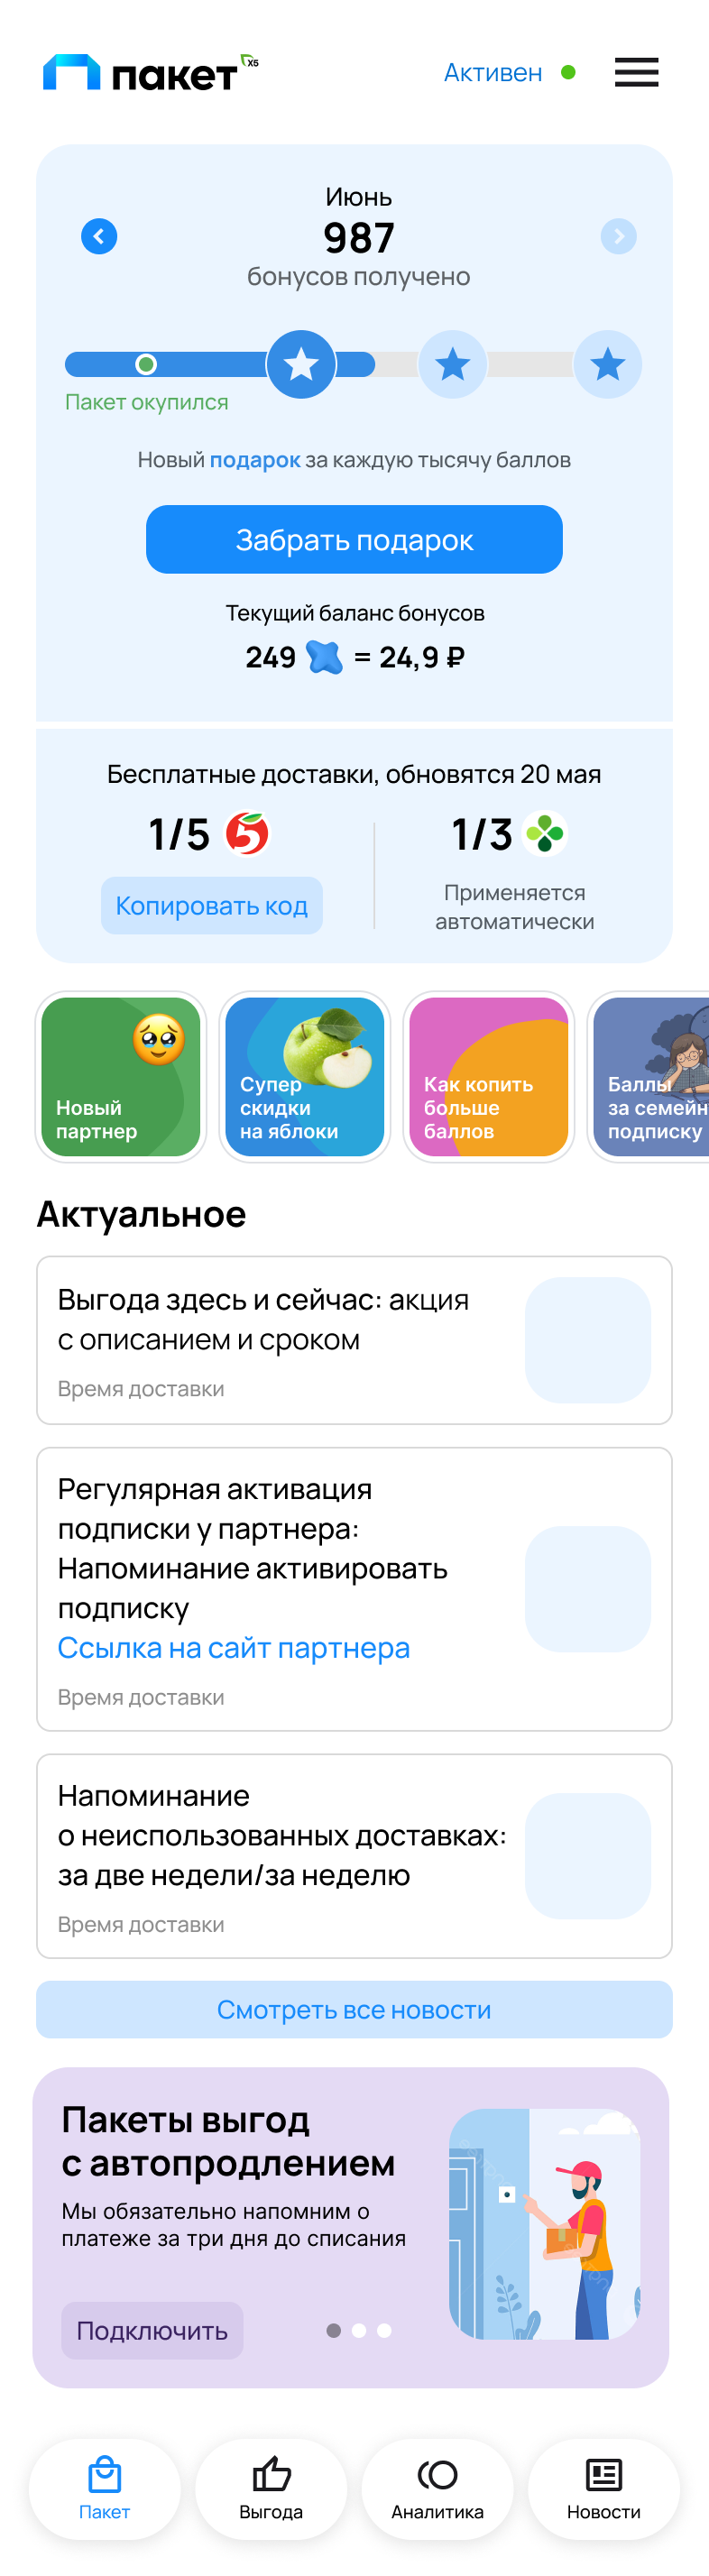 пакет х5
Активен
Июнь
987
бонусов получено
Пакет окупился
Новый подарок за каждую тысячу баллов
Забрать подарок
Текущий баланс бонусов
249 = 24,9 ₽
Бесплатные доставки, обновятся 20 мая
1/5 5
1/3
Копировать код
Применяется
автоматически
Новый
партнер
Супер
скидки
на яблоки
Как копить
больше
баллов
Баллы
за семейн
подписку
Актуальное
Выгода здесь и сейчас: акция
с описанием и сроком
Время доставки
Регулярная активация
подписки у партнера:
Напоминание активировать
подписку
Ссылка на сайт партнера
Время доставки
Напоминание
о неиспользованных доставках:
за две недели/за неделю
Время доставки
Смотреть все новости
Пакеты выгод
с автопродлением
Мы обязательно напомним о
платеже за три дня до списания
Подключить
Пакет
Выгода
Аналитика
Новости